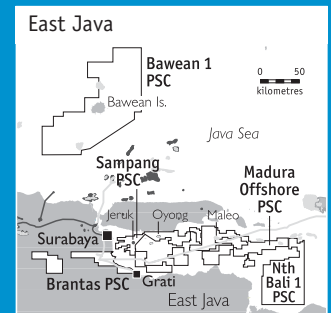 East Java
Bawean 1
PSC
Bawean Is.
0 50
kilometres
Java Sea
Sampang
PSC
Madura
Offshore
PSC
Jeruk Oyong Maleo
Surabaya
Brantas PSC
Grati
East Java
Nth
Bali 1
PSC